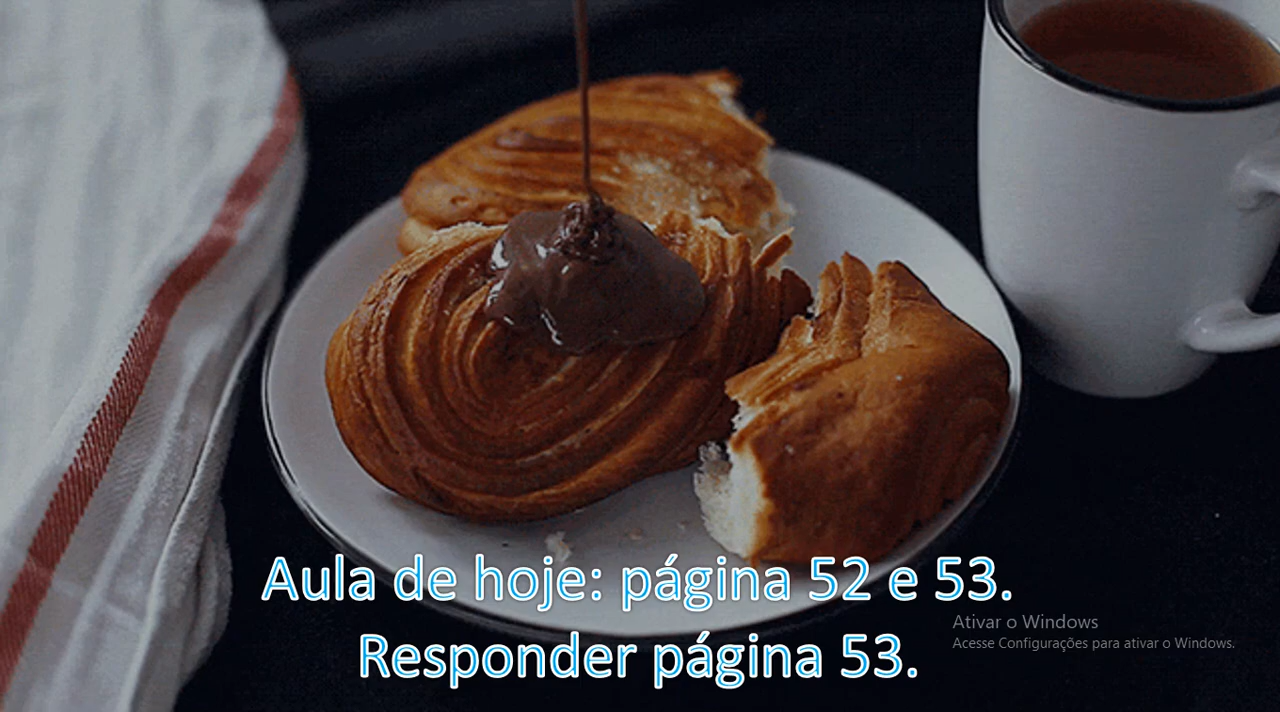 Aula de hoje: página 52 e 53.
Ativar o Windows
Acesse Configurações para ativar o Windows.
Responder página 53.